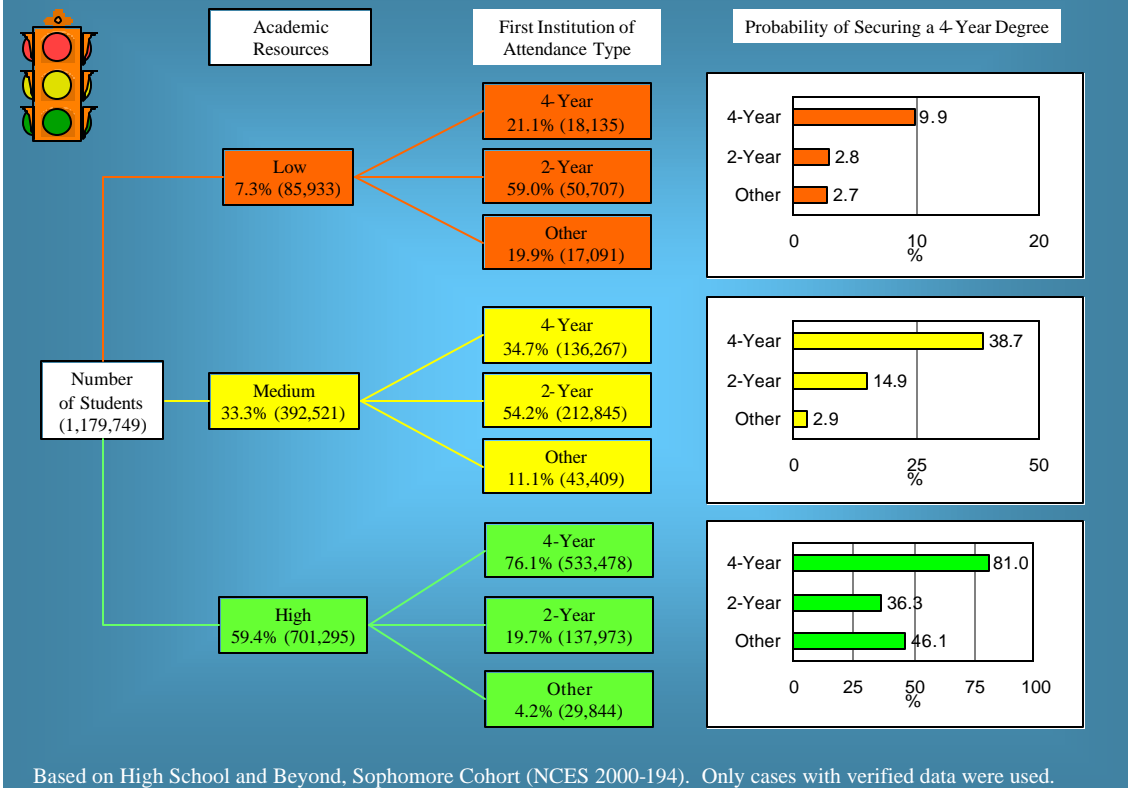 Academic
Resources
First Institution of
Attendance Type
Probability of Securing a 4-Year Degree
Number
of Students
(1,179,749)
Low
7.3% (85,933)
4-Year
21.1% (18,135)
2-Year
59.0% (50,707)
Other
19.9% (17,091)
4-Year
9.9
2-Year
2.8
Other
2.7
0
10
20
%
Medium
33.3% (392,521)
4-Year
34.7% (136,267)
2-Year
54.2% (212,845)
Other
11.1% (43,409)
4-Year
38.7
2-Year
14.9
Other
2.9
0
25
50
%
High
59.4% (701,295)
4-Year
76.1% (533,478)
2-Year
19.7% (137,973)
Other
4.2% (29,844)
4-Year
81.0
2-Year
36.3
Other
46.1
0
25
50
75
100
%
Based on High School and Beyond, Sophomore Cohort (NCES 2000-194). Only cases with verified data were used.